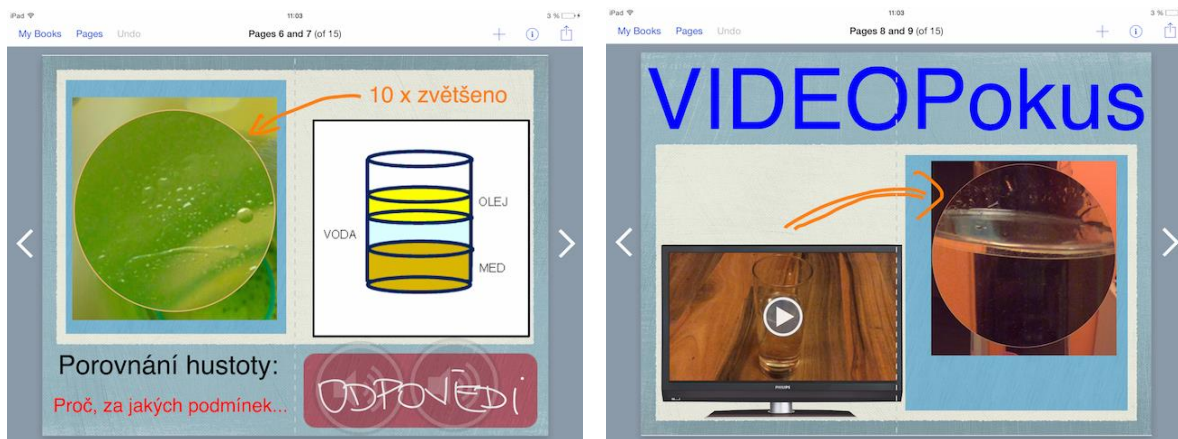 iPad 11:03 3 %
My Books Pages Undo Pages 6 and 7 (of 15)
10 x zvětšeno
OLEJ
VODA
MED
Porovnání hustoty:
Proč, za jakých podmínek...
ODPOVĚDI
iPad 11:03 3 %
My Books Pages Undo Pages 8 and 9 (of 15)
VIDEOPokus
PHILIPS